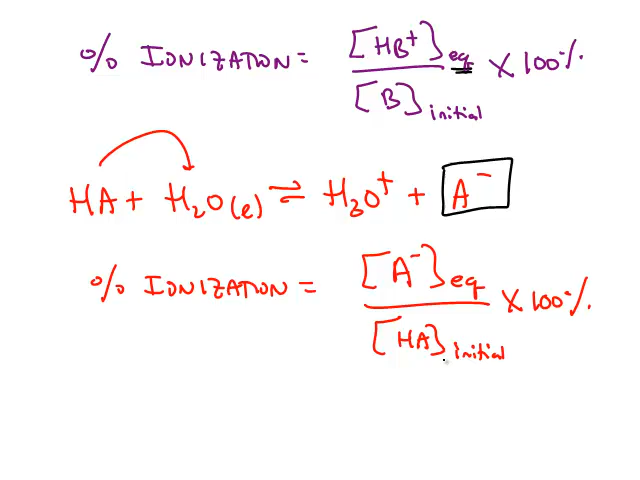 % IONIZATION = [HB⁺]eq / [B]initial × 100%
HA + H₂O(l) ⇌ H₃O⁺ + A⁻
% IONIZATION = [A⁻]eq / [HA]initial × 100%